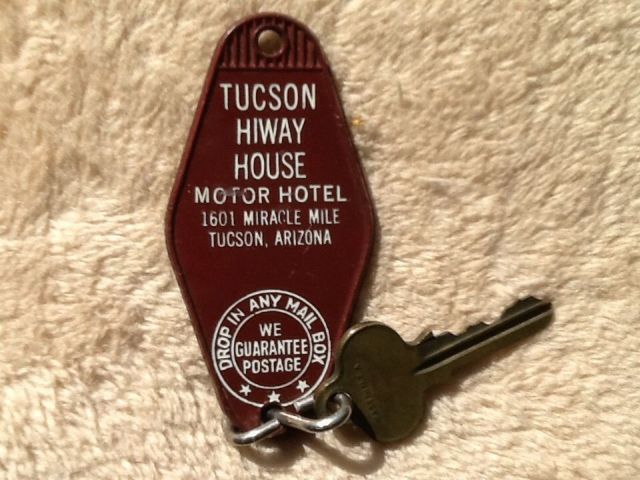 TUCSON
HIWAY
HOUSE
MOTOR HOTEL
1601 MIRACLE MILE
TUCSON, ARIZONA
DROP IN ANY MAIL BOX
WE
GUARANTEE
POSTAGE